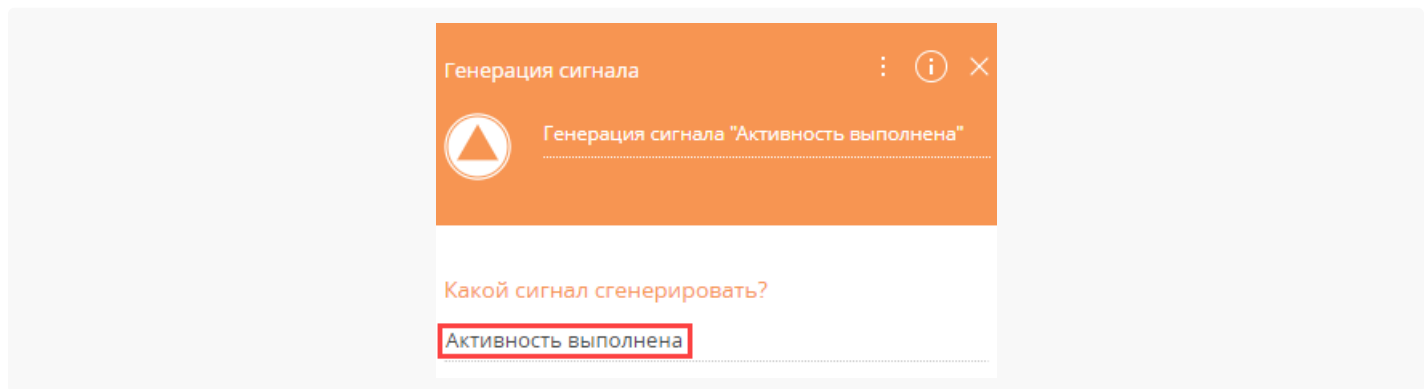 Генерация сигнала
Генерация сигнала "Активность выполнена"
Какой сигнал сгенерировать?
Активность выполнена